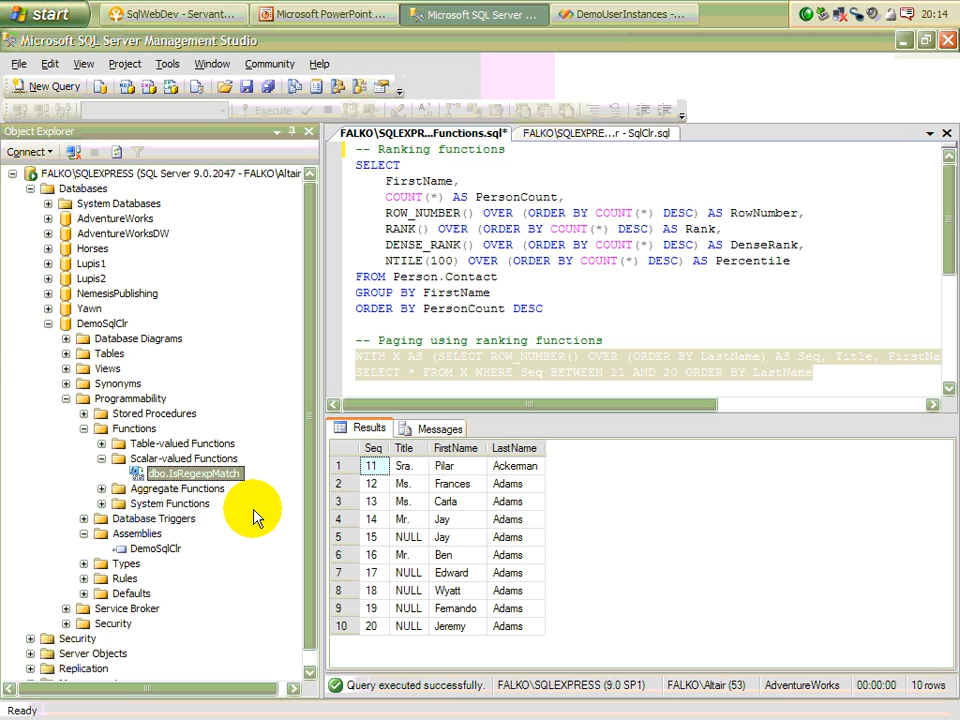 start
SqlWebDev - Servant...
Microsoft PowerPoint ...
Microsoft SQL Server ...
DemoUserInstances - ...
20:14
Microsoft SQL Server Management Studio
File Edit View Project Tools Window Community Help
New Query
Execute
Object Explorer
FALKO\SQLEXPR...Functions.sql*
FALKO\SQLEXPRE...r - SqlClr.sql
Connect
FALKO\SQLEXPRESS (SQL Server 9.0.2047 - FALKO\Altair
Databases
System Databases
AdventureWorks
AdventureWorksDW
Horses
Lupis1
Lupis2
NemesisPublishing
Yawn
DemoSqlClr
Database Diagrams
Tables
Views
Synonyms
Programmability
Stored Procedures
Functions
Table-valued Functions
Scalar-valued Functions
dbo.IsRegexpMatch
Aggregate Functions
System Functions
Database Triggers
Assemblies
DemoSqlClr
Types
Rules
Defaults
Service Broker
Security
Security
Server Objects
Replication
-- Ranking functions
SELECT
FirstName,
COUNT(*) AS PersonCount,
ROW_NUMBER() OVER (ORDER BY COUNT(*) DESC) AS RowNumber,
RANK() OVER (ORDER BY COUNT(*) DESC) AS Rank,
DENSE_RANK() OVER (ORDER BY COUNT(*) DESC) AS DenseRank,
NTILE(100) OVER (ORDER BY COUNT(*) DESC) AS Percentile
FROM Person.Contact
GROUP BY FirstName
ORDER BY PersonCount DESC
-- Paging using ranking functions
WITH X AS (SELECT ROW_NUMBER() OVER (ORDER BY LastName) AS Seq, Title, FirstNa
SELECT * FROM X WHERE Seq BETWEEN 11 AND 20 ORDER BY LastName
Results Messages
Seq Title FirstName LastName
1 11 Sra. Pilar Ackerman
2 12 Ms. Frances Adams
3 13 Ms. Carla Adams
4 14 Mr. Jay Adams
5 15 NULL Jay Adams
6 16 Mr. Ben Adams
7 17 NULL Edward Adams
8 18 NULL Wyatt Adams
9 19 NULL Fernando Adams
10 20 NULL Jeremy Adams
Query executed successfully. FALKO\SQLEXPRESS (9.0 SP1) FALKO\Altair (53) AdventureWorks 00:00:00 10 rows
Ready